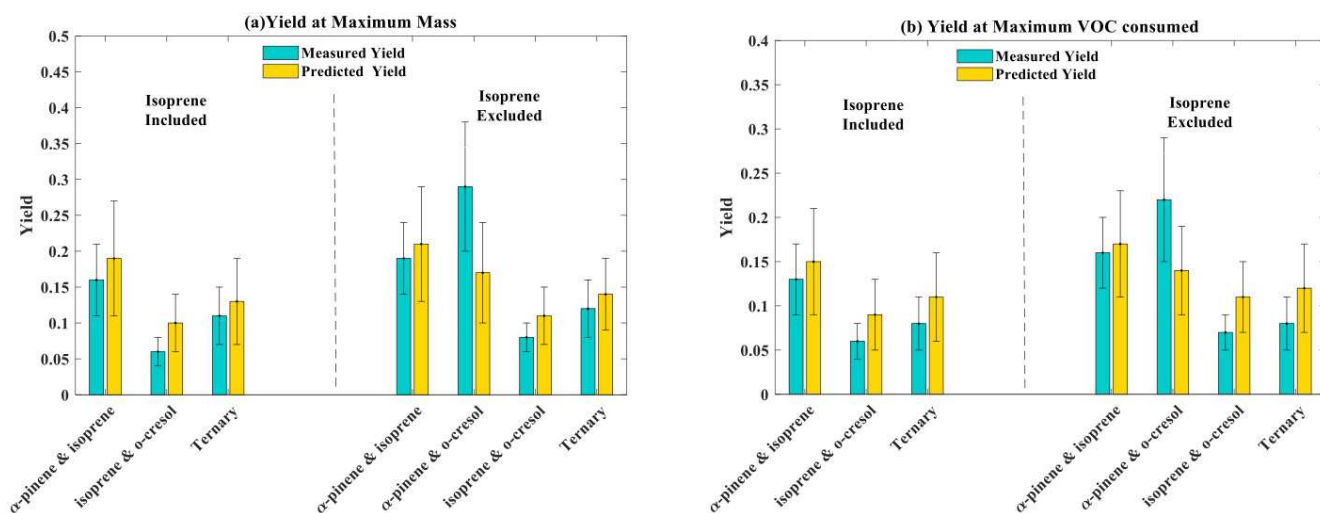 (a)Yield at Maximum Mass
0.5
0.45
0.4
0.35
0.3
0.25
0.2
0.15
0.1
0.05
0
Yield
Measured Yield
Predicted Yield
Isoprene
Included
Isoprene
Excluded
α-pinene & isoprene
isoprene & o-cresol
Ternary
α-pinene & isoprene
α-pinene & o-cresol
isoprene & o-cresol
Ternary
(b) Yield at Maximum VOC consumed
0.4
0.35
0.3
0.25
0.2
0.15
0.1
0.05
0
Yield
Measured Yield
Predicted Yield
Isoprene
Included
Isoprene
Excluded
α-pinene & isoprene
isoprene & o-cresol
Ternary
α-pinene & isoprene
α-pinene & o-cresol
isoprene & o-cresol
Ternary